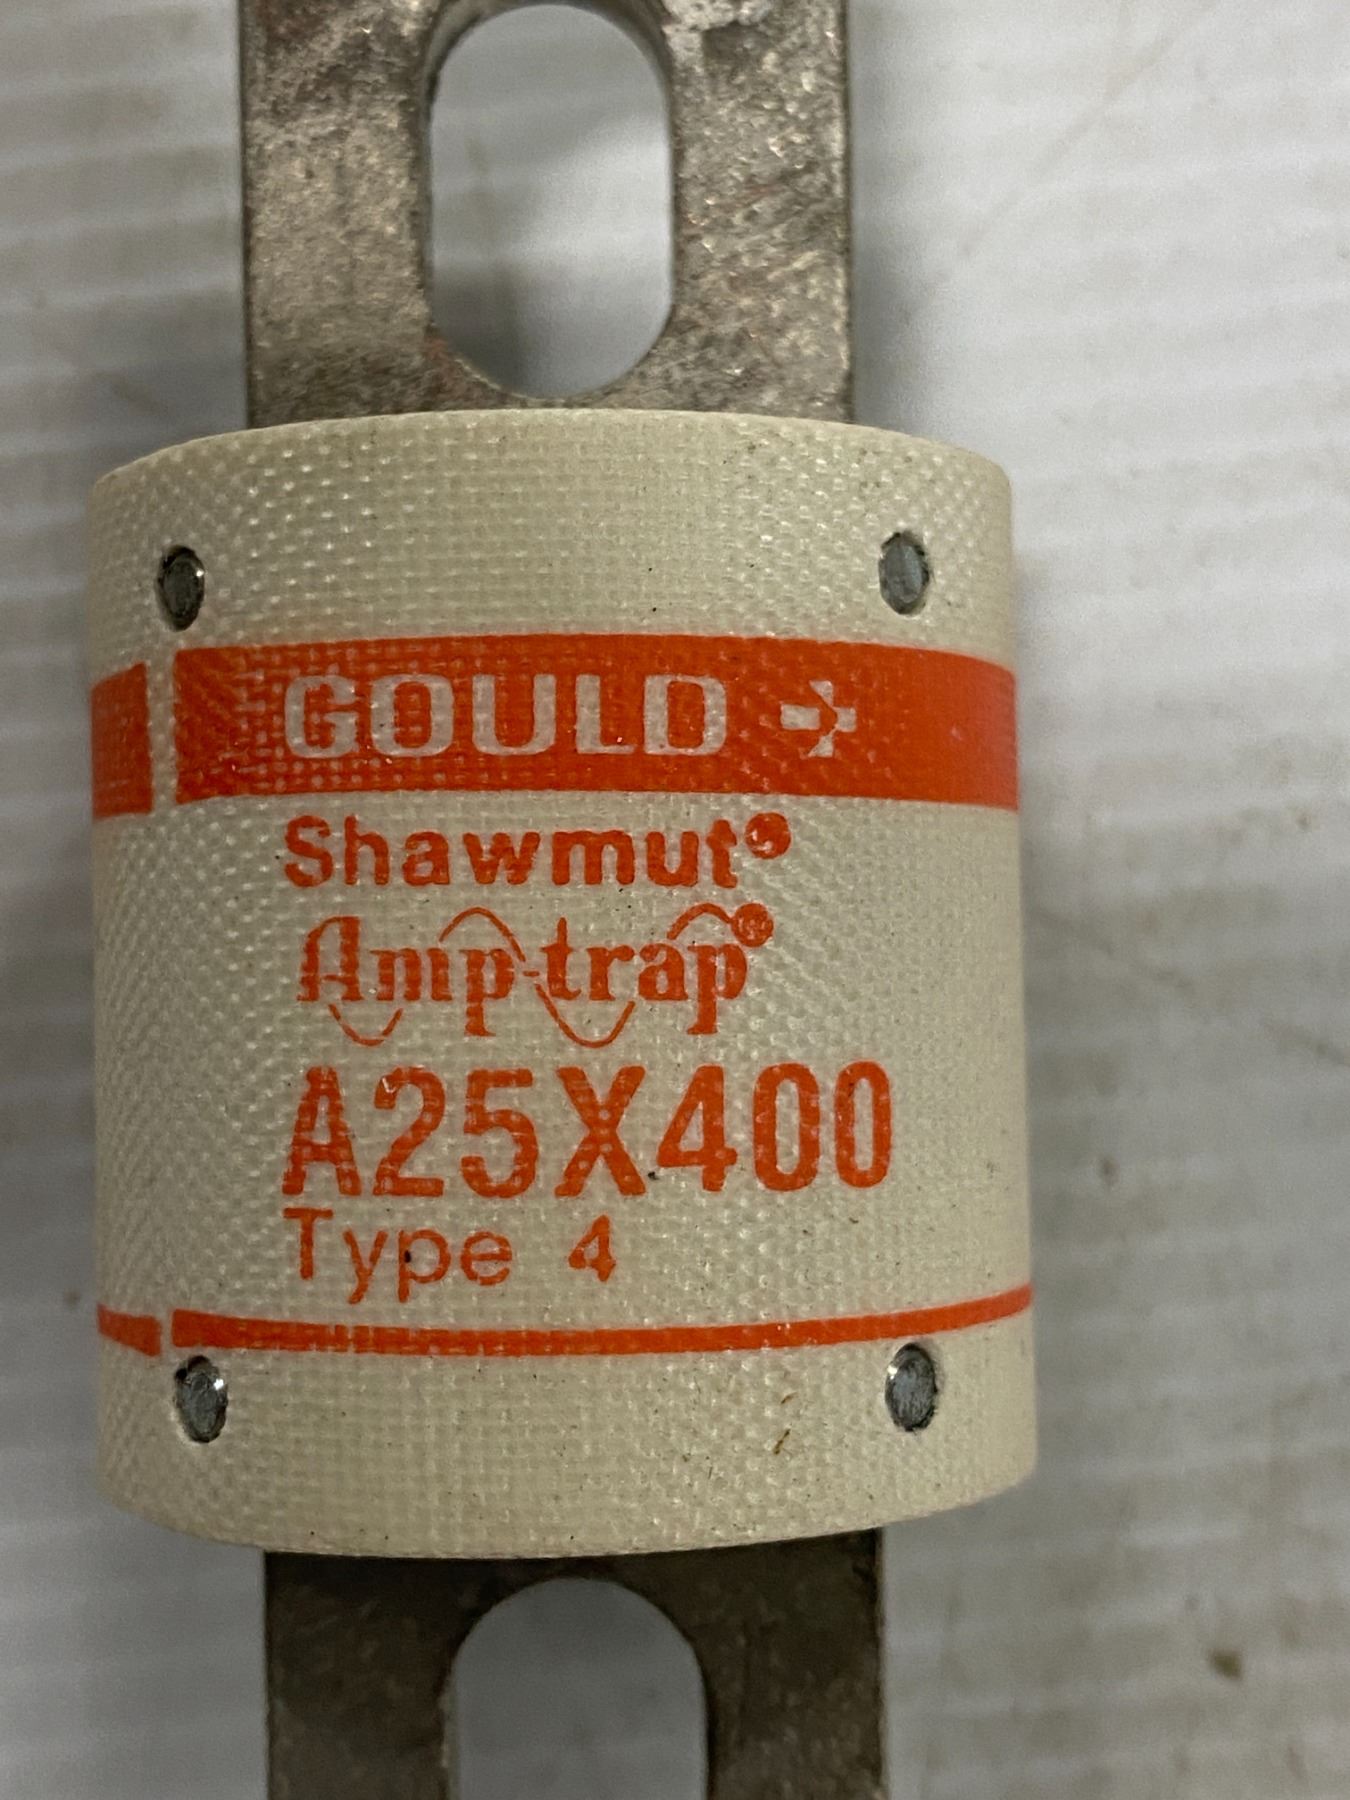 GOULD
Shawmut
Amp-trap
A25X400
Type 4